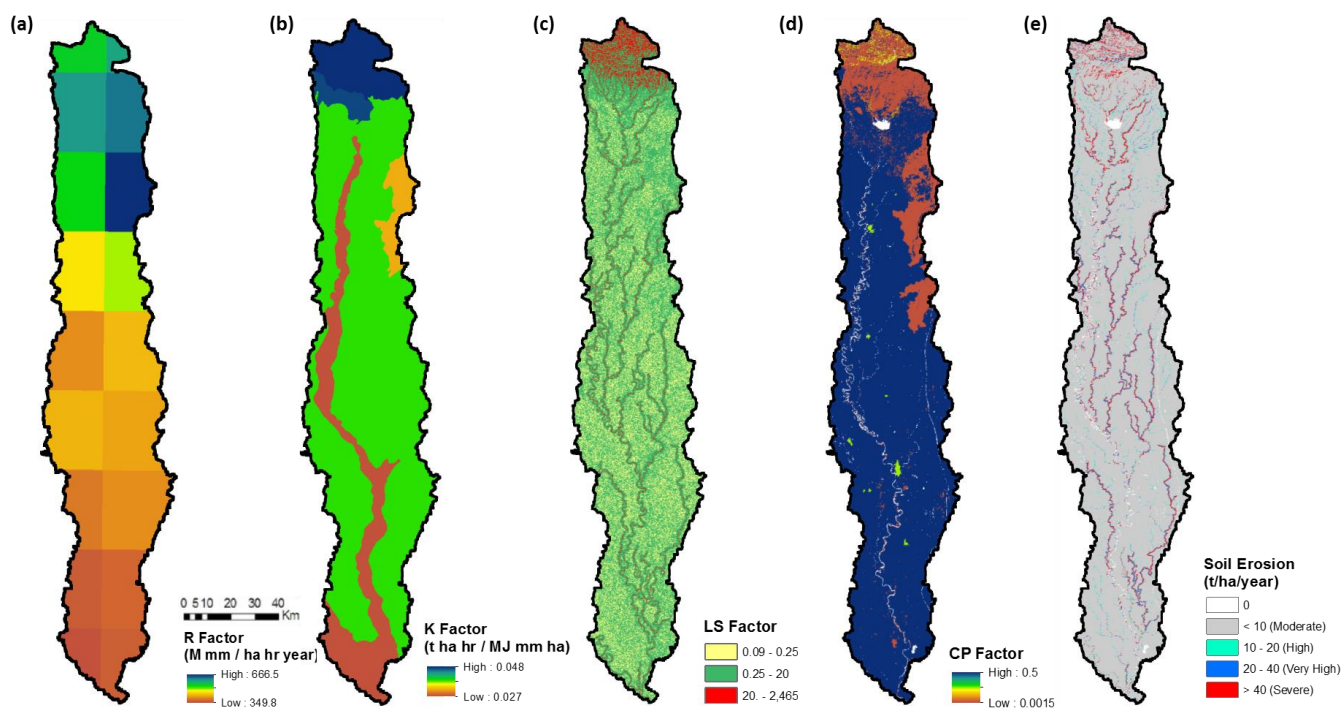 (a)
(b)
(c)
(d)
(e)
0 5 10 20 30 40
Km
R Factor
(M mm / ha hr year)
High : 666.5
Low : 349.8
K Factor
(t ha hr / MJ mm ha)
High : 0.048
Low : 0.027
LS Factor
0.09 - 0.25
0.25 - 20
20. - 2,465
CP Factor
High : 0.5
Low : 0.0015
Soil Erosion
(t/ha/year)
0
< 10 (Moderate)
10 - 20 (High)
20 - 40 (Very High)
> 40 (Severe)